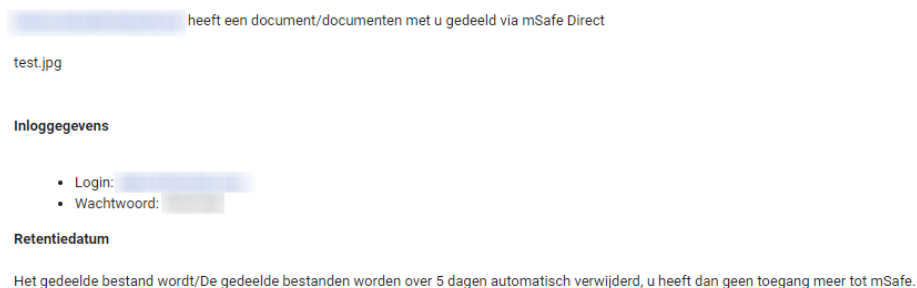 heeft een document/documenten met u gedeeld via mSafe Direct
test.jpg
Inloggegevens
• Login:
• Wachtwoord:
Retentiedatum
Het gedeelde bestand wordt/De gedeelde bestanden worden over 5 dagen automatisch verwijderd, u heeft dan geen toegang meer tot mSafe.